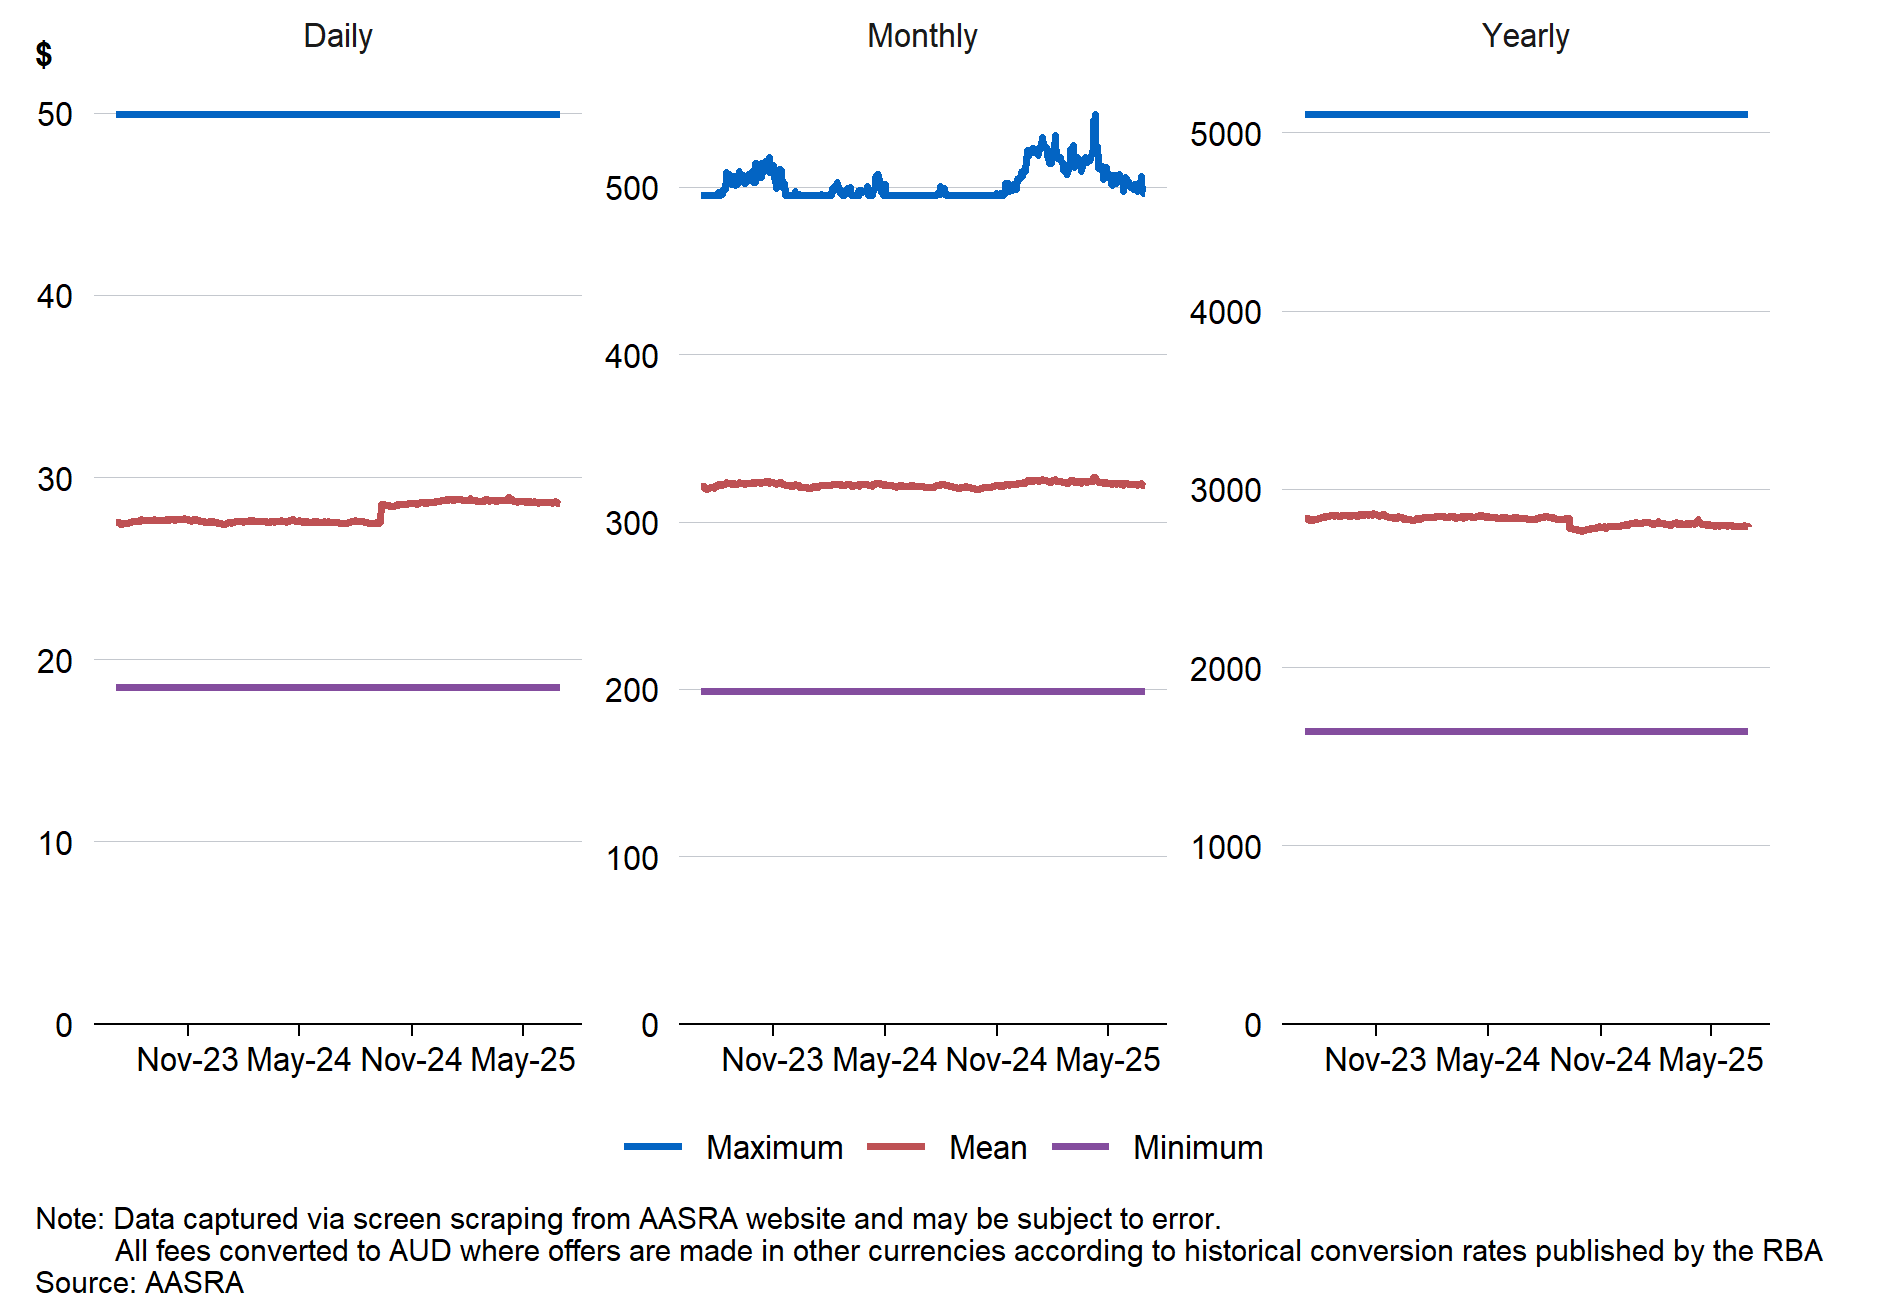 Daily Monthly Yearly
$
50
40
30
20
10
0
500
400
300
200
100
0
5000
4000
3000
2000
1000
0
Nov-23 May-24 Nov-24 May-25
Nov-23 May-24 Nov-24 May-25
Nov-23 May-24 Nov-24 May-25
Maximum Mean Minimum
Note: Data captured via screen scraping from AASRA website and may be subject to error.
All fees converted to AUD where offers are made in other currencies according to historical conversion rates published by the RBA
Source: AASRA